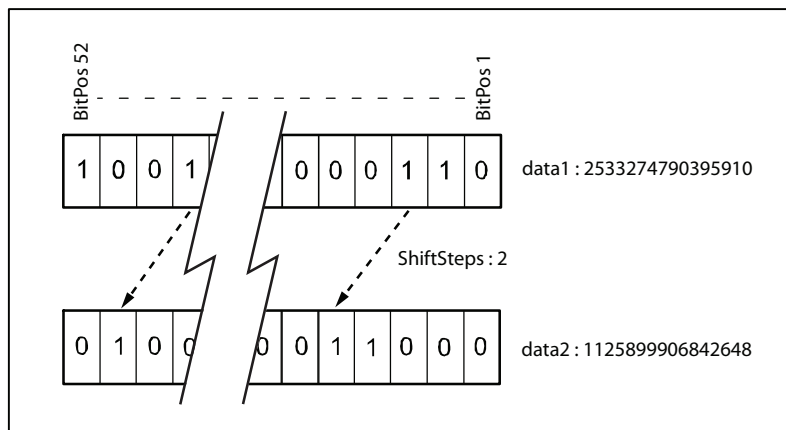 BitPos 52
BitPos 1
1 0 0 1 0 0 0 1 1 0
data1 : 2533274790395910
ShiftSteps : 2
0 1 0 0 0 0 1 1 0 0 0
data2 : 1125899906842648